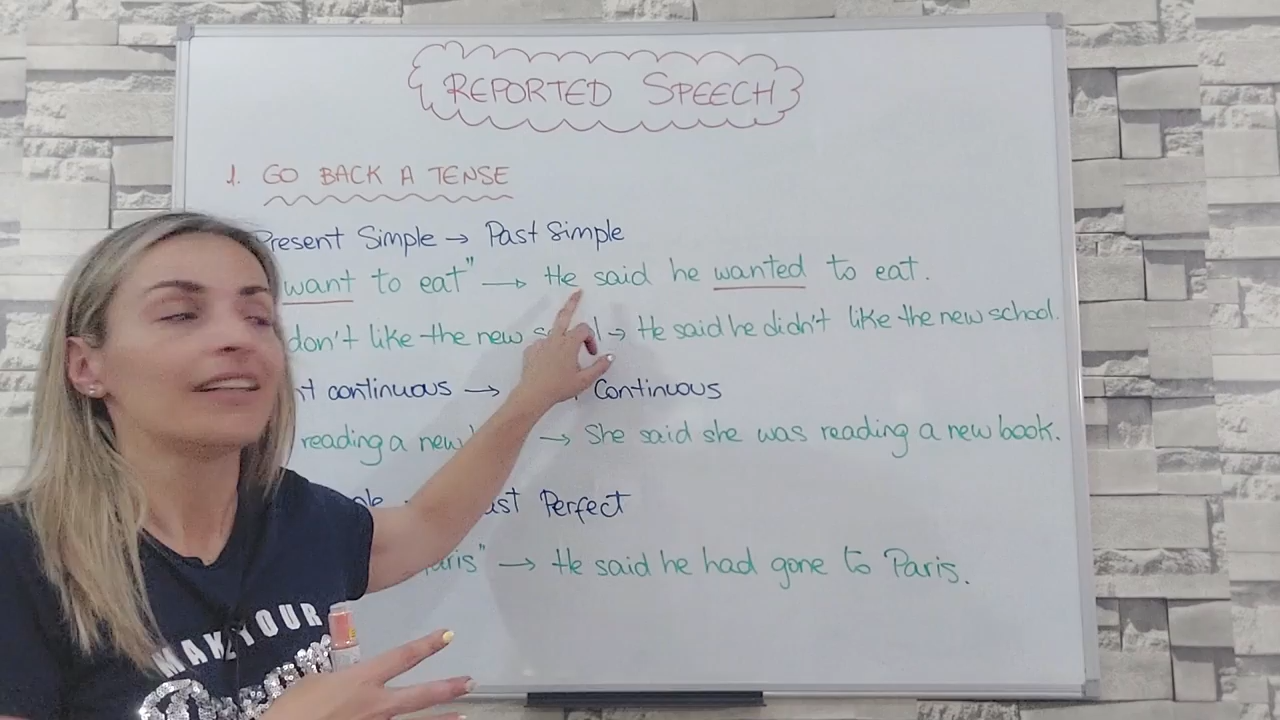 REPORTED SPEECH
1. GO BACK A TENSE
Present Simple → Past Simple
want to eat" → He said he wanted to eat.
don't like the new → He said he didn't like the new school.
continuous → Continuous
reading a new → She said she was reading a new book.
Perfect
→ He said he had gone to Paris.
MAKE YOUR